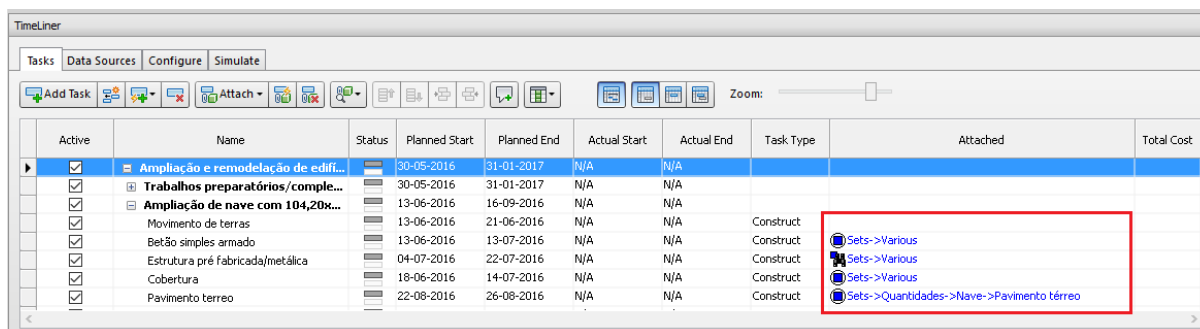 TimeLiner
Tasks Data Sources Configure Simulate
Add Task Attach Zoom:
Active Name Status Planned Start Planned End Actual Start Actual End Task Type Attached Total Cost
Ampliação e remodelação de edifí... 30-05-2016 31-01-2017 N/A N/A
Trabalhos preparatórios/comple... 30-05-2016 31-01-2017 N/A N/A
Ampliação de nave com 104,20x... 13-06-2016 16-09-2016 N/A N/A
Movimento de terras 13-06-2016 21-06-2016 N/A N/A Construct
Betão simples armado 13-06-2016 13-07-2016 N/A N/A Construct Sets->Various
Estrutura pré fabricada/metálica 04-07-2016 22-07-2016 N/A N/A Construct Sets->Various
Cobertura 18-06-2016 14-07-2016 N/A N/A Construct Sets->Various
Pavimento terreo 22-08-2016 26-08-2016 N/A N/A Construct Sets->Quantidades->Nave->Pavimento térreo